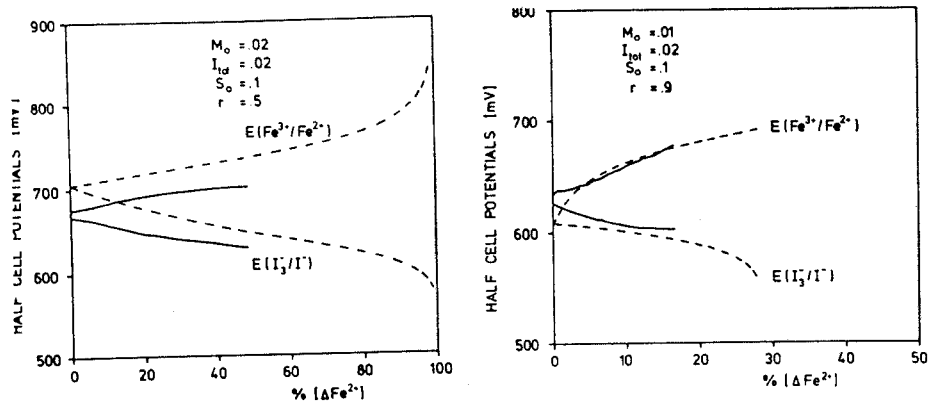 900
800
700
600
500
HALF CELL POTENTIALS [mV]
M₀ = .02
I_tot = .02
S₀ = .1
r = .5
E(Fe³⁺/Fe²⁺)
E(I₃⁻/I⁻)
0 20 40 60 80 100
% [ΔFe²⁺]
800
700
600
500
HALF CELL POTENTIALS [mV]
M₀ = .01
I_tot = .02
S₀ = .1
r = .9
E(Fe³⁺/Fe²⁺)
E(I₃⁻/I⁻)
0 10 20 30 40 50
% [ΔFe²⁺]